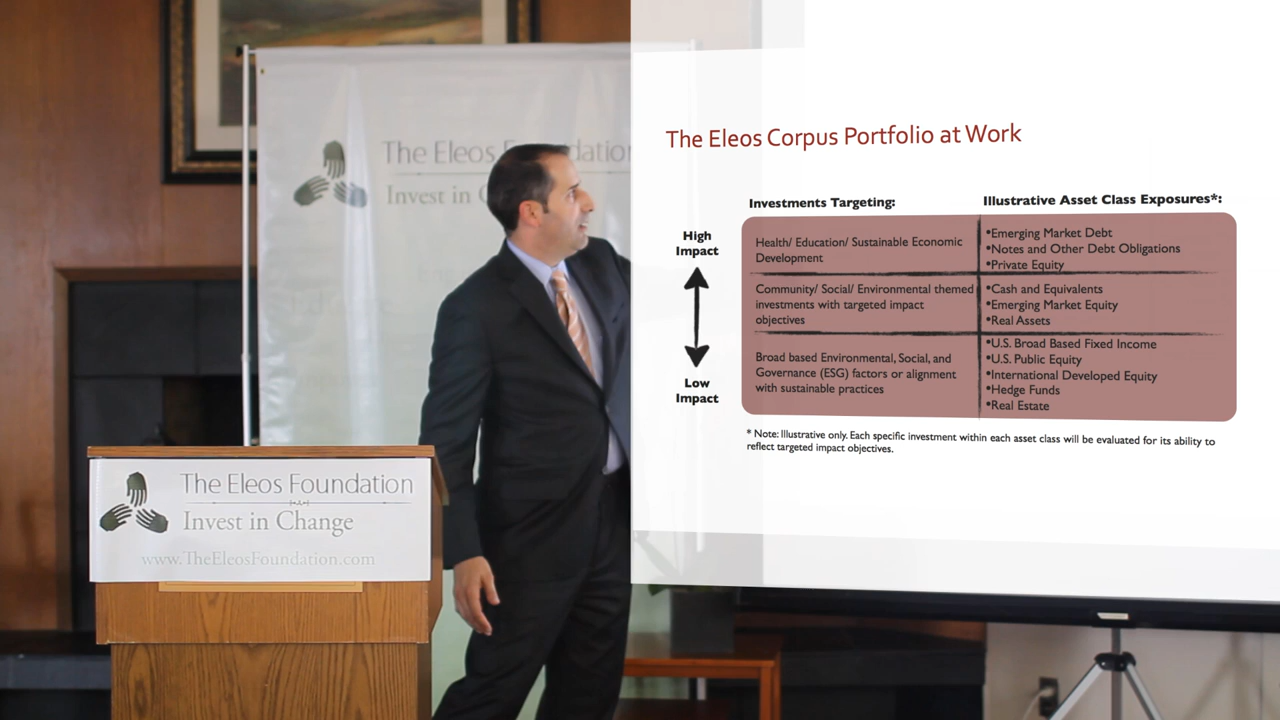 The Eleos Foundation
Invest in C
The Eleos Corpus Portfolio at Work
Investments Targeting:
Illustrative Asset Class Exposures*:
High
Impact
Health/ Education/ Sustainable Economic
Development
•Emerging Market Debt
•Notes and Other Debt Obligations
•Private Equity
Community/ Social/ Environmental themed
investments with targeted impact
objectives
•Cash and Equivalents
•Emerging Market Equity
•Real Assets
Low
Impact
Broad based Environmental, Social, and
Governance (ESG) factors or alignment
with sustainable practices
•U.S. Broad Based Fixed Income
•U.S. Public Equity
•International Developed Equity
•Hedge Funds
•Real Estate
* Note: Illustrative only. Each specific investment within each asset class will be evaluated for its ability to
reflect targeted impact objectives.
The Eleos Foundation
Invest in Change
www.TheEleosFoundation.com